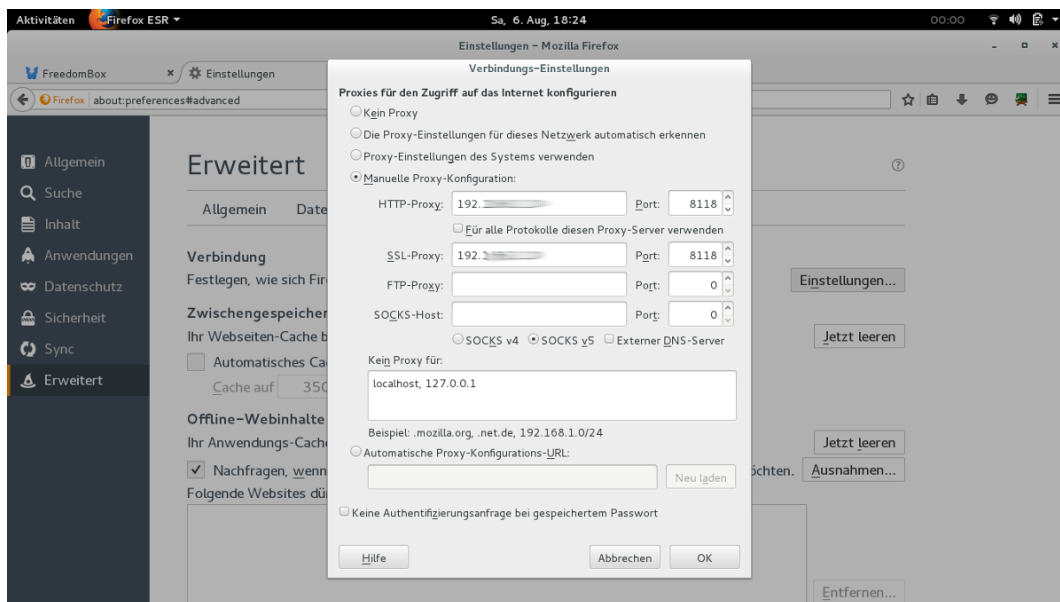 Aktivitäten Firefox ESR Sa, 6. Aug, 18:24 00:00
Einstellungen – Mozilla Firefox
FreedomBox Einstellungen
Firefox about:preferences#advanced
Allgemein
Suche
Inhalt
Anwendungen
Datenschutz
Sicherheit
Sync
Erweitert
Erweitert
Allgemein Date
Verbindung
Festlegen, wie sich Fir
Einstellungen...
Zwischengespeicher
Ihr Webseiten-Cache b
Jetzt leeren
Automatisches Ca
Cache auf 350
Offline-Webinhalte
Ihr Anwendungs-Cach
Jetzt leeren
Nachfragen, wenn
öchten. Ausnahmen...
Folgende Websites dü
Entfernen...
Verbindungs-Einstellungen
Proxies für den Zugriff auf das Internet konfigurieren
Kein Proxy
Die Proxy-Einstellungen für dieses Netzwerk automatisch erkennen
Proxy-Einstellungen des Systems verwenden
Manuelle Proxy-Konfiguration:
HTTP-Proxy: 192. Port: 8118
Für alle Protokolle diesen Proxy-Server verwenden
SSL-Proxy: 192. Port: 8118
FTP-Proxy: Port: 0
SOCKS-Host: Port: 0
SOCKS v4 SOCKS v5 Externer DNS-Server
Kein Proxy für:
localhost, 127.0.0.1
Beispiel: .mozilla.org, .net.de, 192.168.1.0/24
Automatische Proxy-Konfigurations-URL:
Neu laden
Keine Authentifizierungsanfrage bei gespeichertem Passwort
Hilfe Abbrechen OK